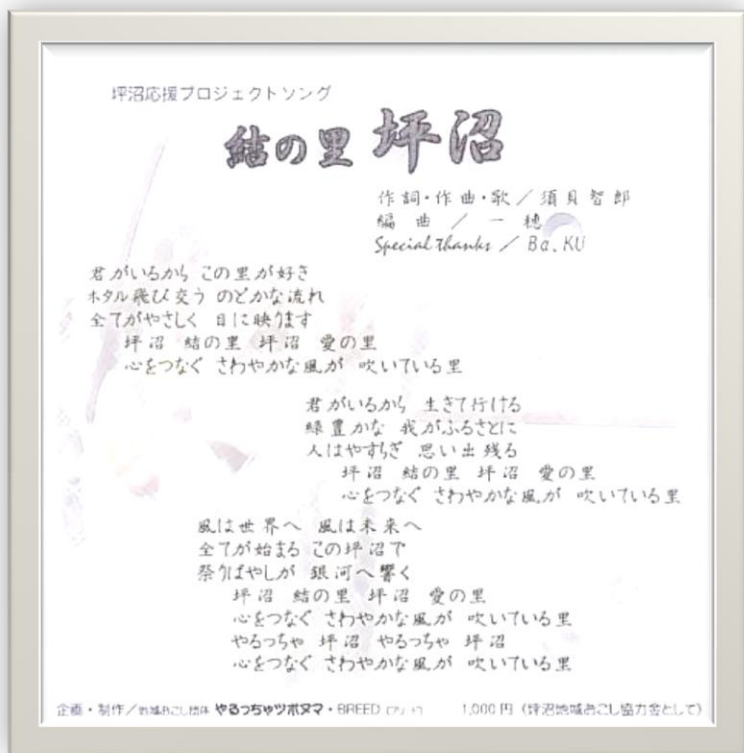 坪沼応援プロジェクトソング
結の里 坪沼
作詞・作曲・歌／須貝智郎
編曲／一穂
Special thanks／Ba.KU
君がいるから この里が好き
ホタル飛び交う のどかな流れ
全てがやさしく 目に映ります
坪沼 結の里 坪沼 愛の里
心をつなぐ さわやかな風が 吹いている里
君がいるから 生きて行ける
緑豊かな 我がふるさとに
人はやすらぎ 思い出残る
坪沼 結の里 坪沼 愛の里
心をつなぐ さわやかな風が 吹いている里
風は世界へ 風は未来へ
全てが始まる この坪沼で
祭りばやしが 銀河へ響く
坪沼 結の里 坪沼 愛の里
心をつなぐ さわやかな風が 吹いている里
やるっちゃ 坪沼 やるっちゃ 坪沼
心をつなぐ さわやかな風が 吹いている里
企画・制作／地域おこし団体 やるっちゃツボヌマ・BREED 1,000円（坪沼地域おこし協力金として）